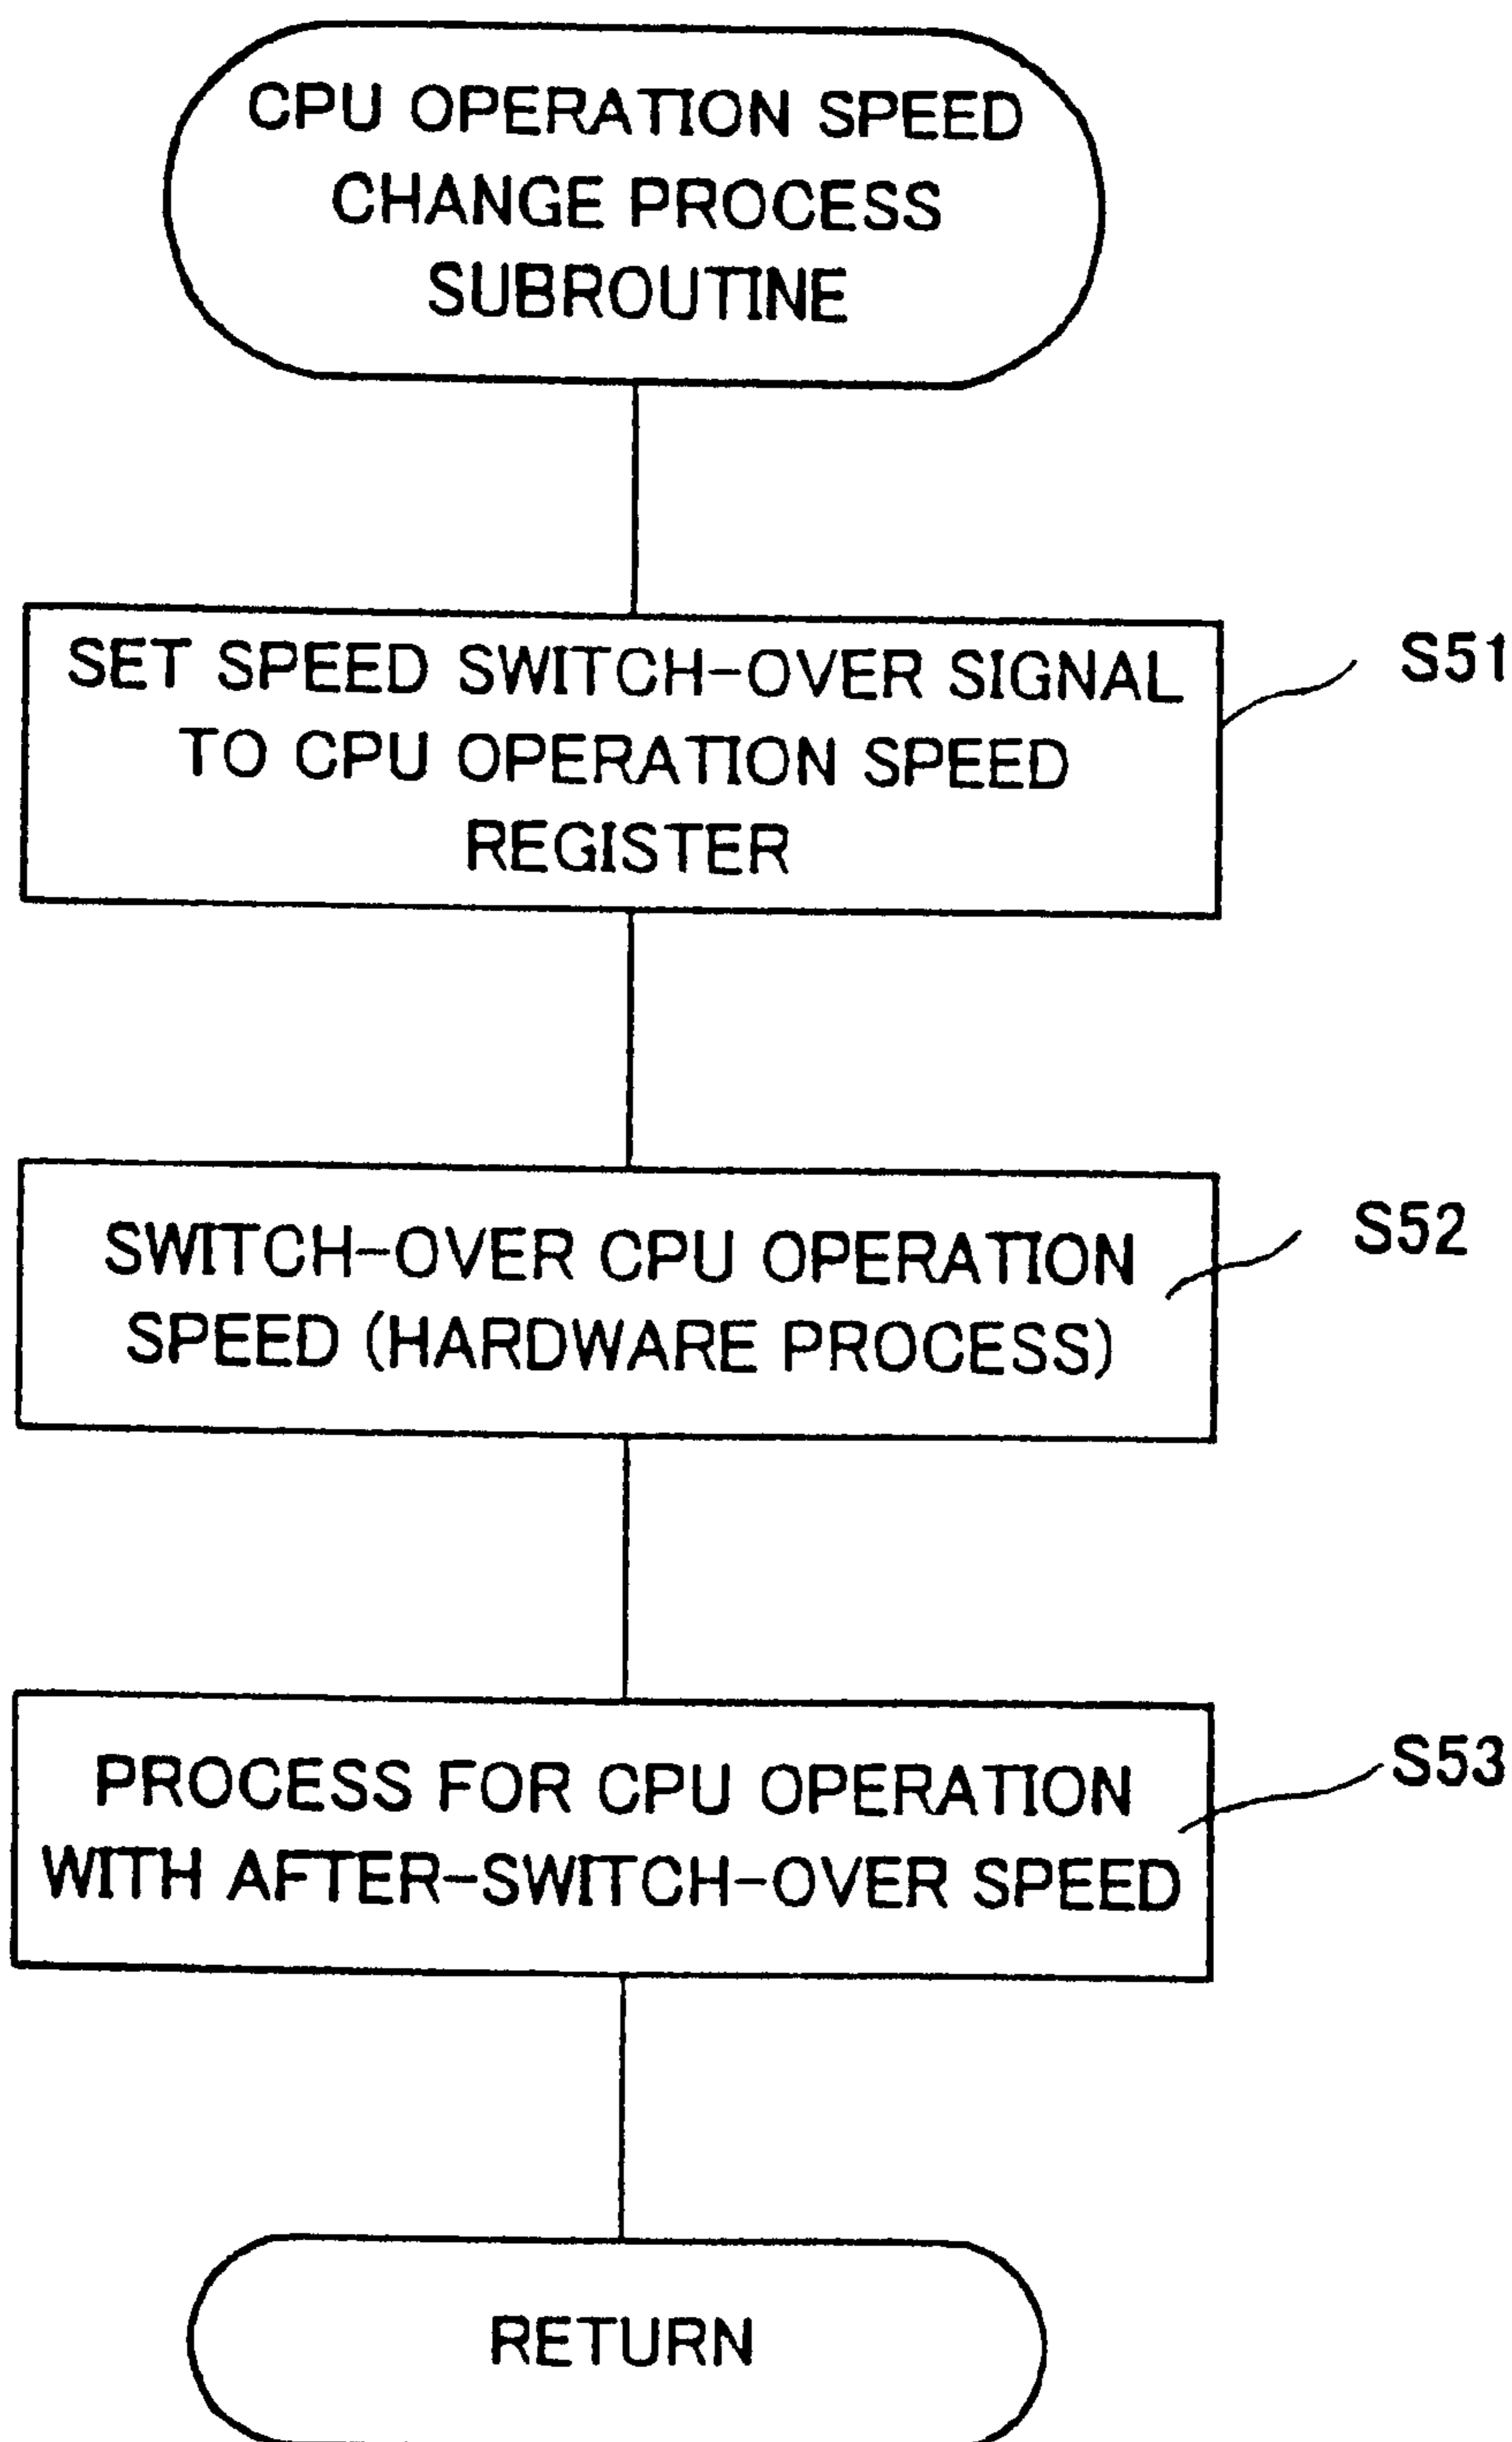 CPU OPERATION SPEED
CHANGE PROCESS
SUBROUTINE
SET SPEED SWITCH-OVER SIGNAL
TO CPU OPERATION SPEED
REGISTER
S51
SWITCH-OVER CPU OPERATION
SPEED (HARDWARE PROCESS)
S52
PROCESS FOR CPU OPERATION
WITH AFTER-SWITCH-OVER SPEED
S53
RETURN